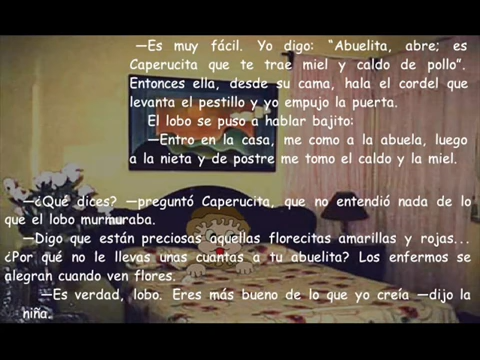 —Es muy fácil. Yo digo: “Abuelita, abre; es
Caperucita que te trae miel y caldo de pollo”.
Entonces ella, desde su cama, hala el cordel que
levanta el pestillo y yo empujo la puerta.
El lobo se puso a hablar bajito:
—Entro en la casa, me como a la abuela, luego
a la nieta y de postre me tomo el caldo y la miel.
—¿Qué dices? —preguntó Caperucita, que no entendió nada de lo
que el lobo murmuraba.
—Digo que están preciosas aquellas florecitas amarillas y rojas...
¿Por qué no le llevas unas cuantas a tu abuelita? Los enfermos se
alegran cuando ven flores.
—Es verdad, lobo. Eres más bueno de lo que yo creía —dijo la
niña.